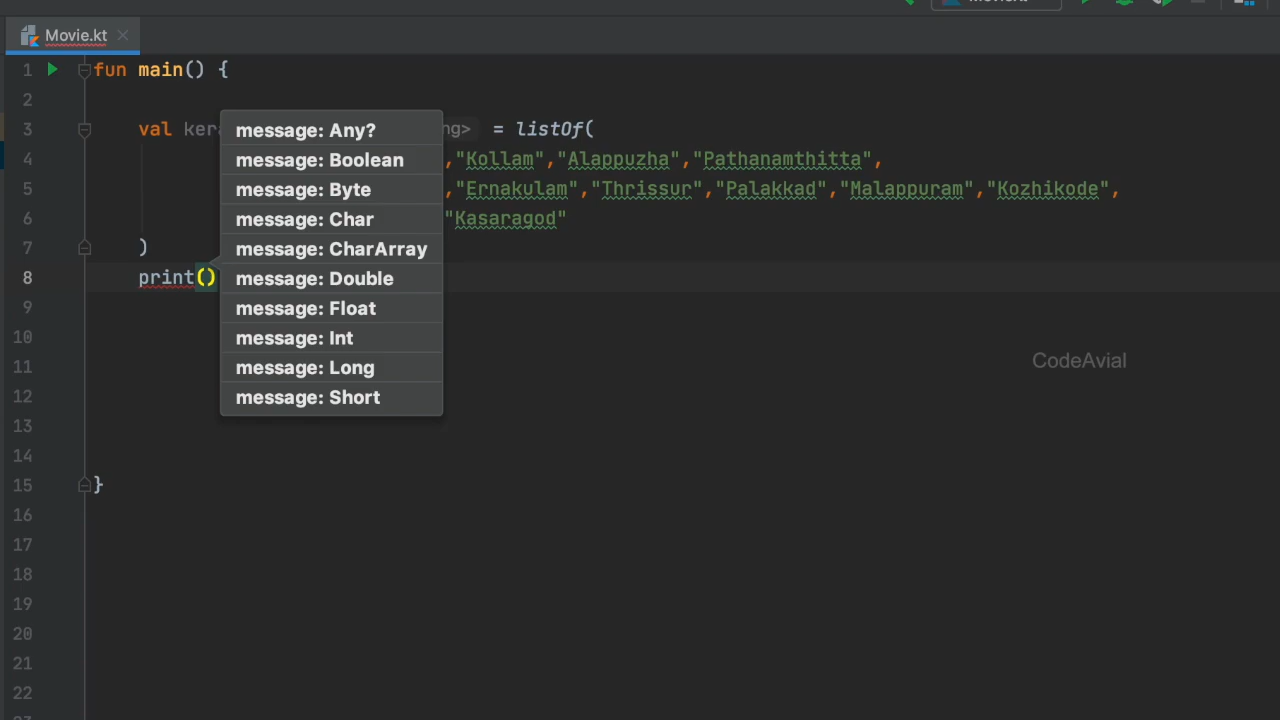 Movie.kt
1 fun main() {
2
3 val kera ng> = listOf(
4 ,"Kollam","Alappuzha","Pathanamthitta",
5 ,"Ernakulam","Thrissur","Palakkad","Malappuram","Kozhikode",
6 "Kasaragod"
7 )
8 print()
message: Any?
message: Boolean
message: Byte
message: Char
message: CharArray
message: Double
message: Float
message: Int
message: Long
message: Short
9
10
11
CodeAvial
12
13
14
15 }
16
17
18
19
20
21
22